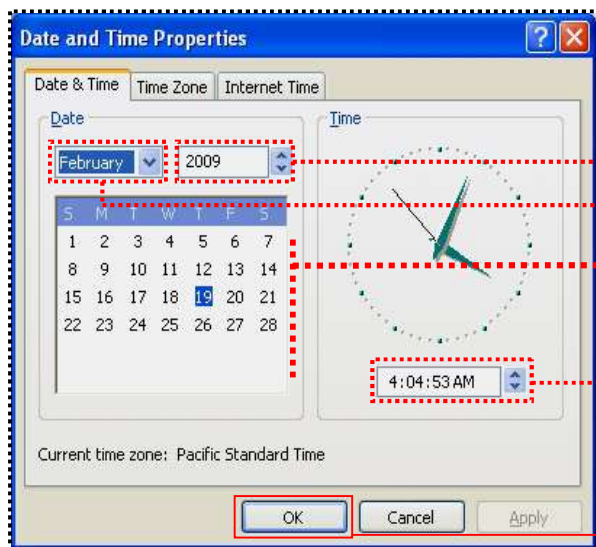 Date and Time Properties
Date & Time Time Zone Internet Time
Date Time
February 2009
S M T W T F S
1 2 3 4 5 6 7
8 9 10 11 12 13 14
15 16 17 18 19 20 21
22 23 24 25 26 27 28
4:04:53 AM
Current time zone: Pacific Standard Time
OK Cancel Apply